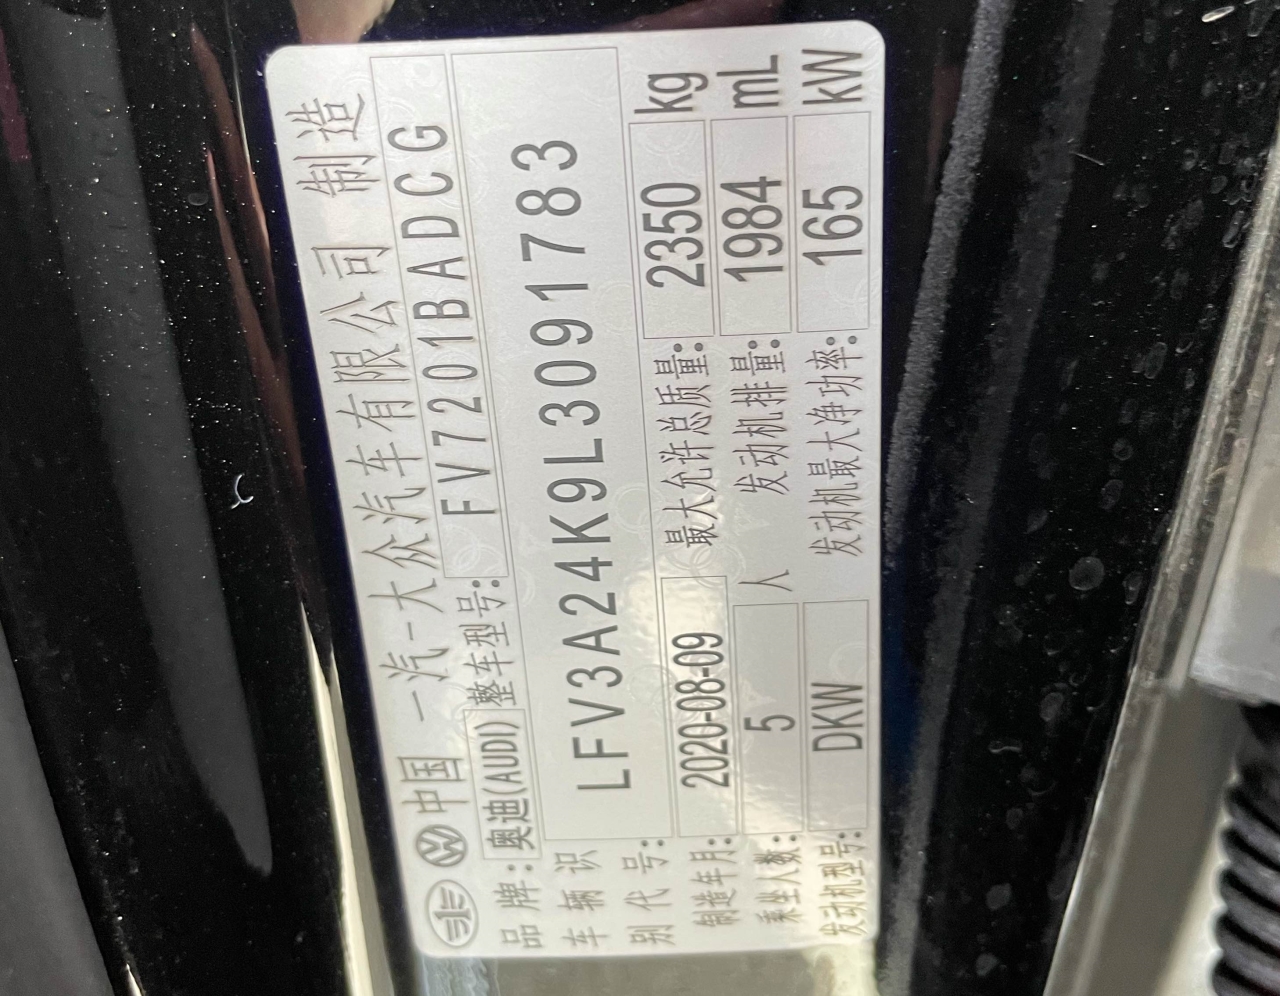 中国 一汽-大众汽车有限公司 制造
品牌: 奥迪(AUDI) 整车型号: FV7201BADCG
车辆识别代号: LFV3A24K9L3091783
制造年月: 2020-08-09 最大允许总质量: 2350 kg
乘坐人数: 5 人 发动机排量: 1984 mL
发动机型号: DKW 发动机最大净功率: 165 kW